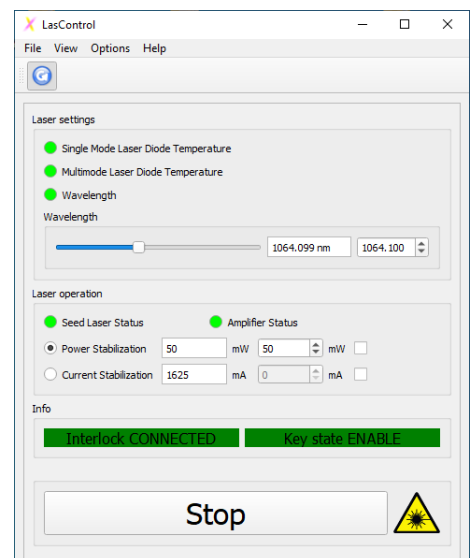 LasControl
File View Options Help
Laser settings
Single Mode Laser Diode Temperature
Multimode Laser Diode Temperature
Wavelength
Wavelength
1064.099 nm 1064.100
Laser operation
Seed Laser Status Amplifier Status
Power Stabilization 50 mW 50 mW
Current Stabilization 1625 mA 0 mA
Info
Interlock CONNECTED Key state ENABLE
Stop